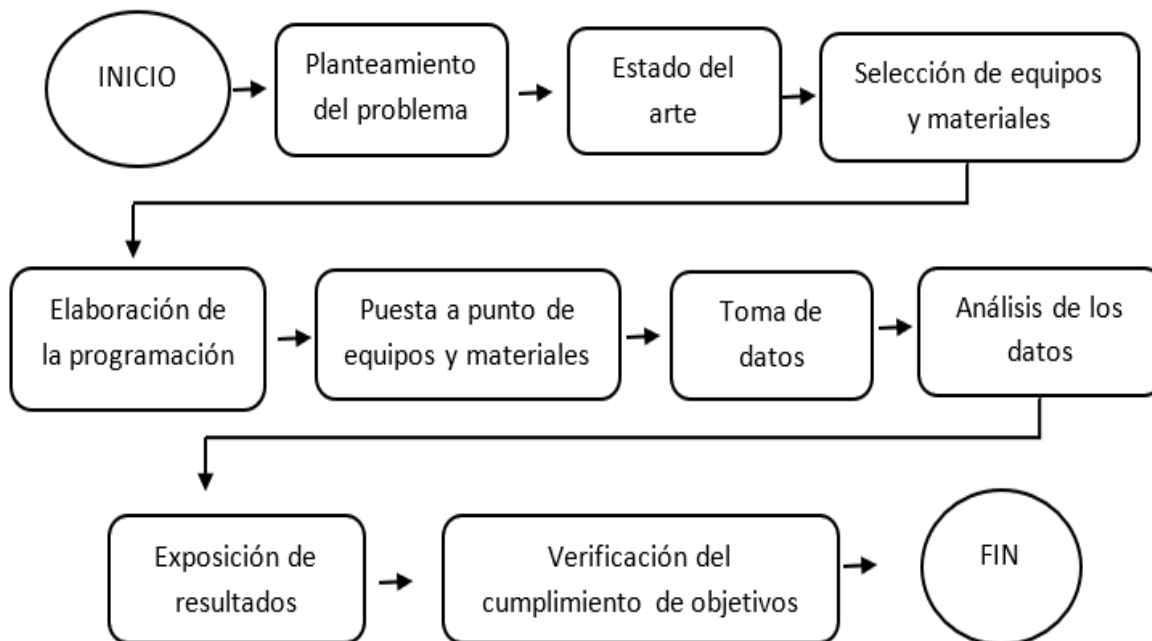 INICIO
Planteamiento
del problema
Estado del
arte
Selección de equipos
y materiales
Elaboración de
la programación
Puesta a punto de
equipos y materiales
Toma de
datos
Análisis de los
datos
Exposición de
resultados
Verificación del
cumplimiento de objetivos
FIN